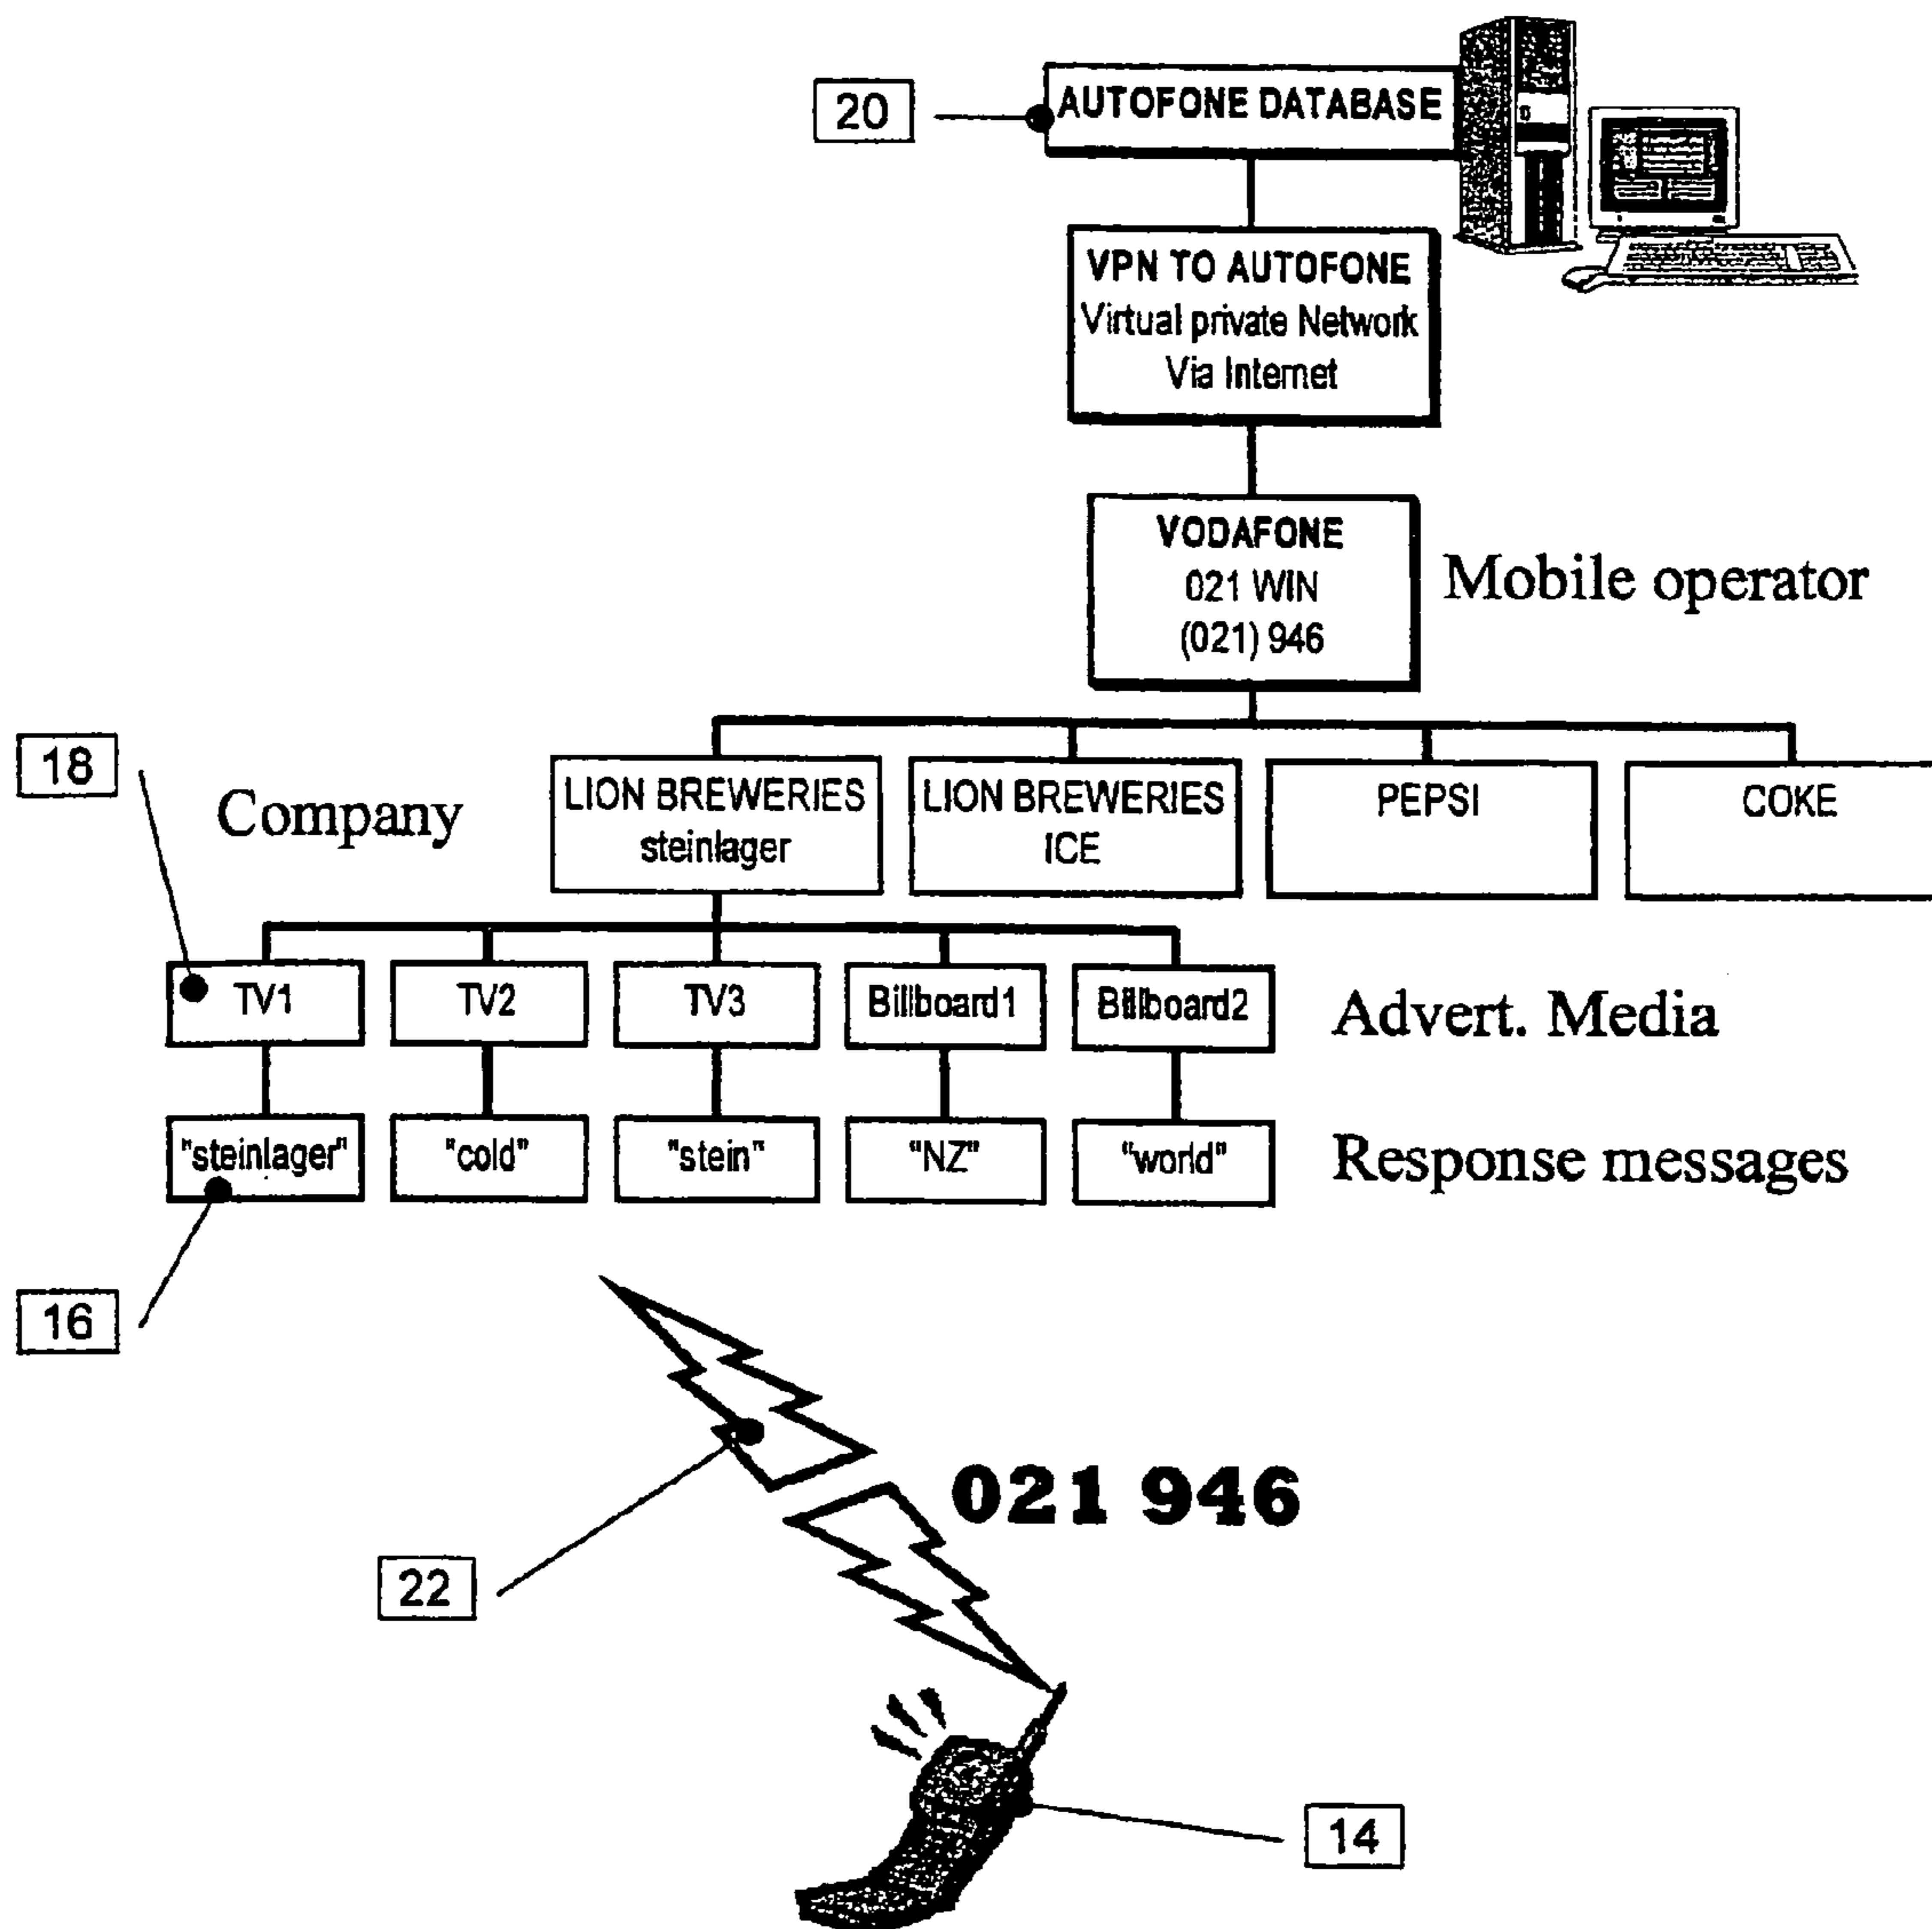 20
AUTOFONE DATABASE
VPN TO AUTOFONE
Virtual private Network
Via Internet
VODAFONE
021 WIN
(021) 946
Mobile operator
18
Company
LION BREWERIES
steinlager
LION BREWERIES
ICE
PEPSI
COKE
TV1
TV2
TV3
Billboard1
Billboard2
Advert. Media
"steinlager"
"cold"
"stein"
"NZ"
"world"
Response messages
16
021 946
22
14